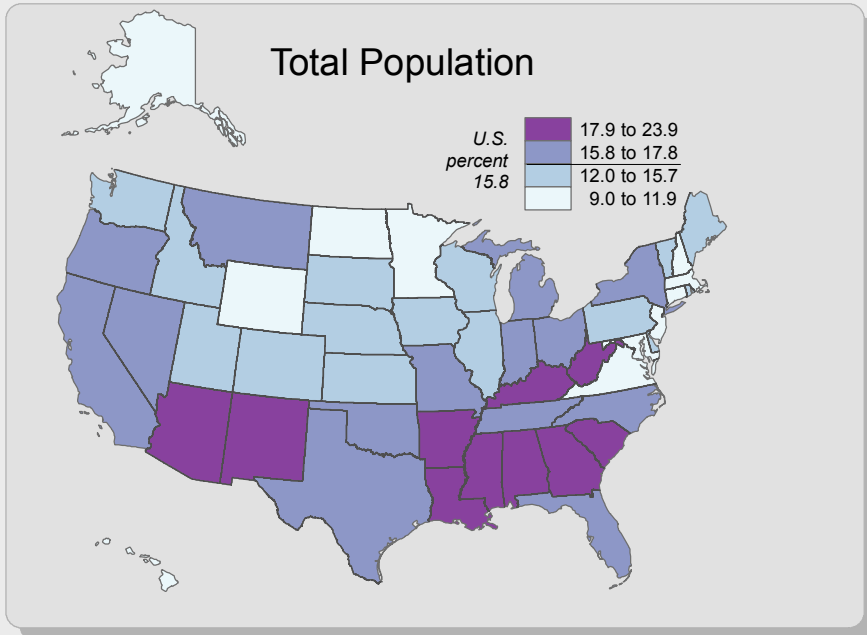 Total Population
U.S.
percent
15.8
17.9 to 23.9
15.8 to 17.8
12.0 to 15.7
9.0 to 11.9